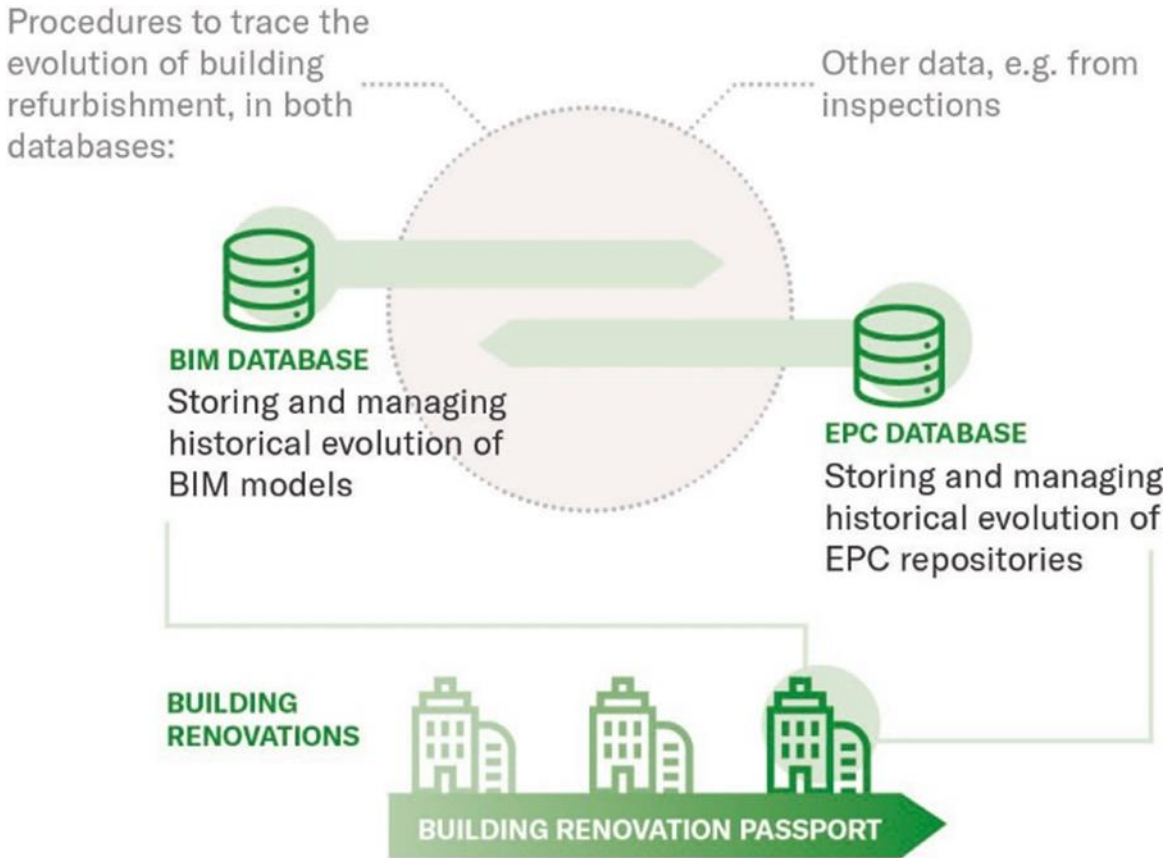 Procedures to trace the
evolution of building
refurbishment, in both
databases:
Other data, e.g. from
inspections
BIM DATABASE
Storing and managing
historical evolution of
BIM models
EPC DATABASE
Storing and managing
historical evolution of
EPC repositories
BUILDING
RENOVATIONS
BUILDING RENOVATION PASSPORT